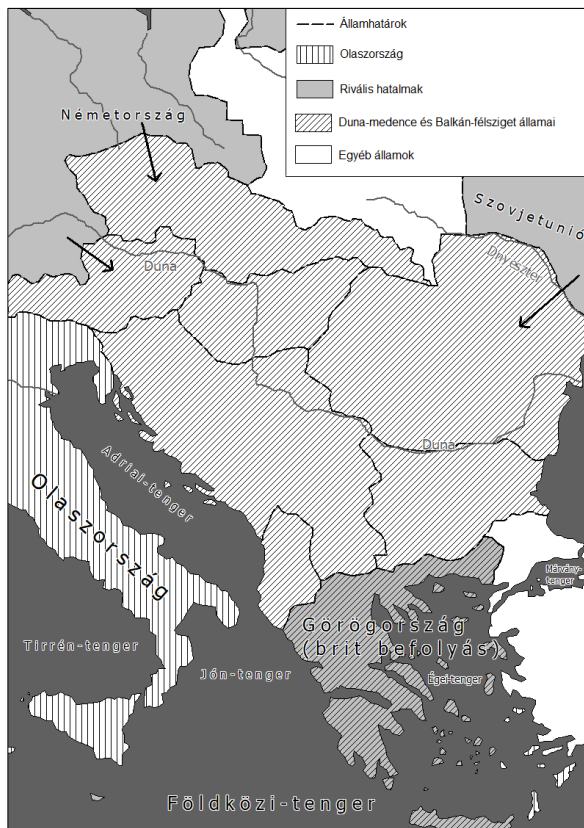 Államhatárok
Olaszország
Rivális hatalmak
Duna-medence és Balkán-félsziget államai
Egyéb államok
Németország
Szovjetunió
Dnyeszter
Duna
Duna
Adriai-tenger
Olaszország
Márvány-
tenger
Görögország
(brit befolyás)
Tirrén-tenger
Jón-tenger
Égei-tenger
Földközi-tenger